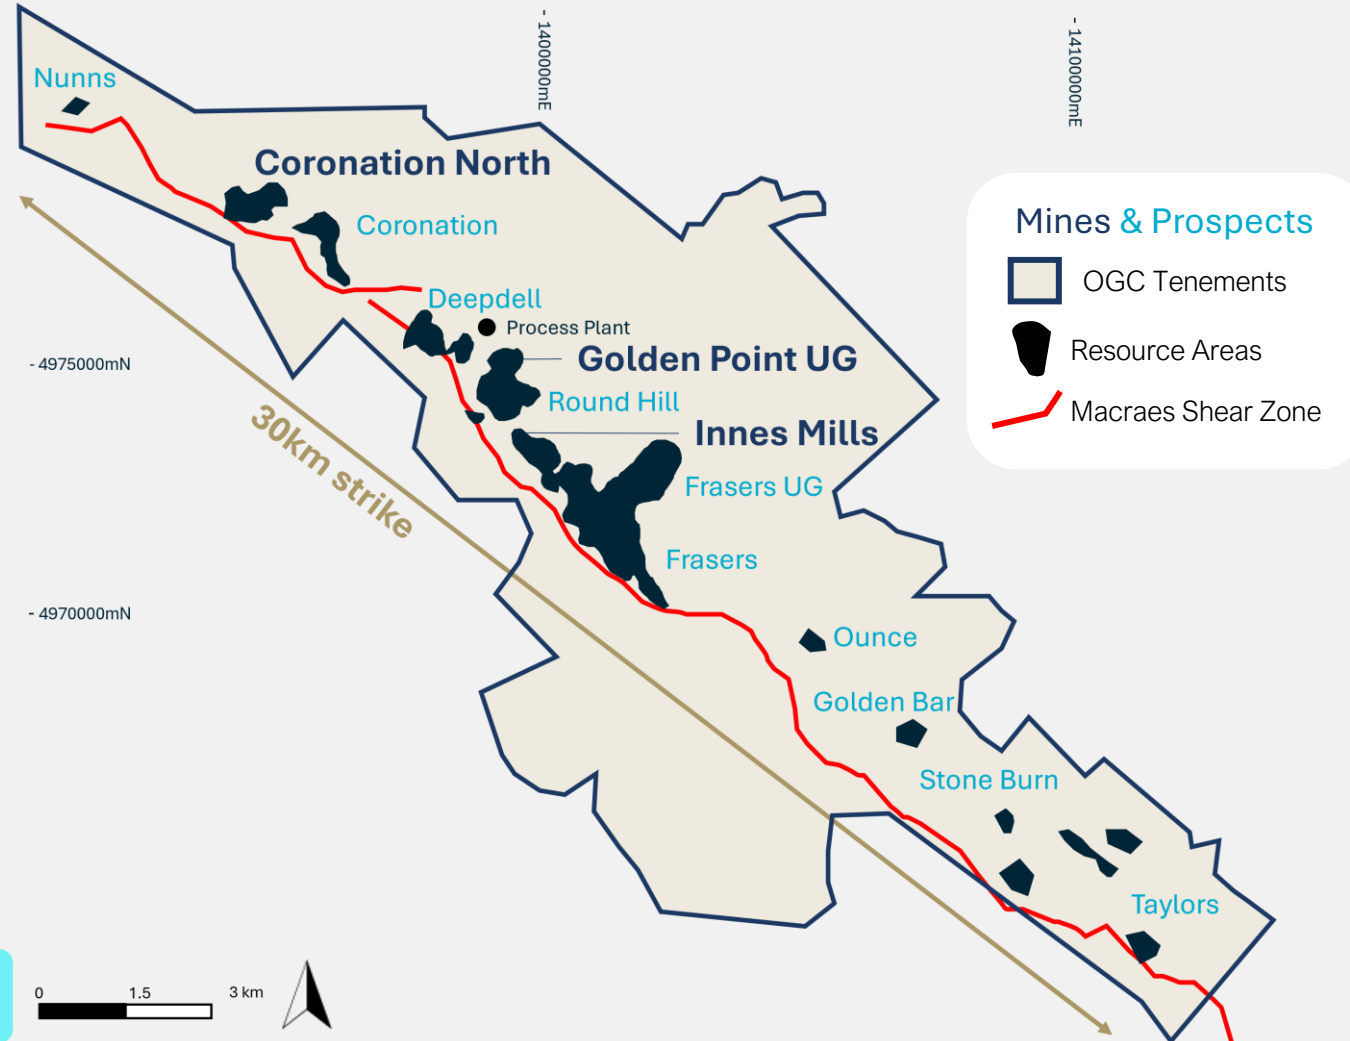 - 1400000mE
- 1410000mE
Nunns
Coronation North
Coronation
Mines & Prospects
OGC Tenements
Deepdell
Process Plant
Resource Areas
- 4975000mN
Golden Point UG
Round Hill
Macraes Shear Zone
Innes Mills
30km strike
Frasers UG
Frasers
- 4970000mN
Ounce
Golden Bar
Stone Burn
Taylors
0 1.5 3 km